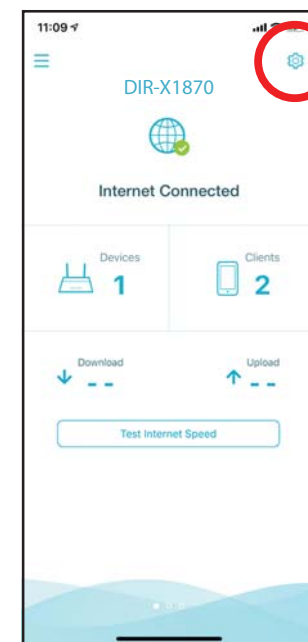 11:09
DIR-X1870
Internet Connected
Devices
1
Clients
2
Download
- -
Upload
- -
Test Internet Speed